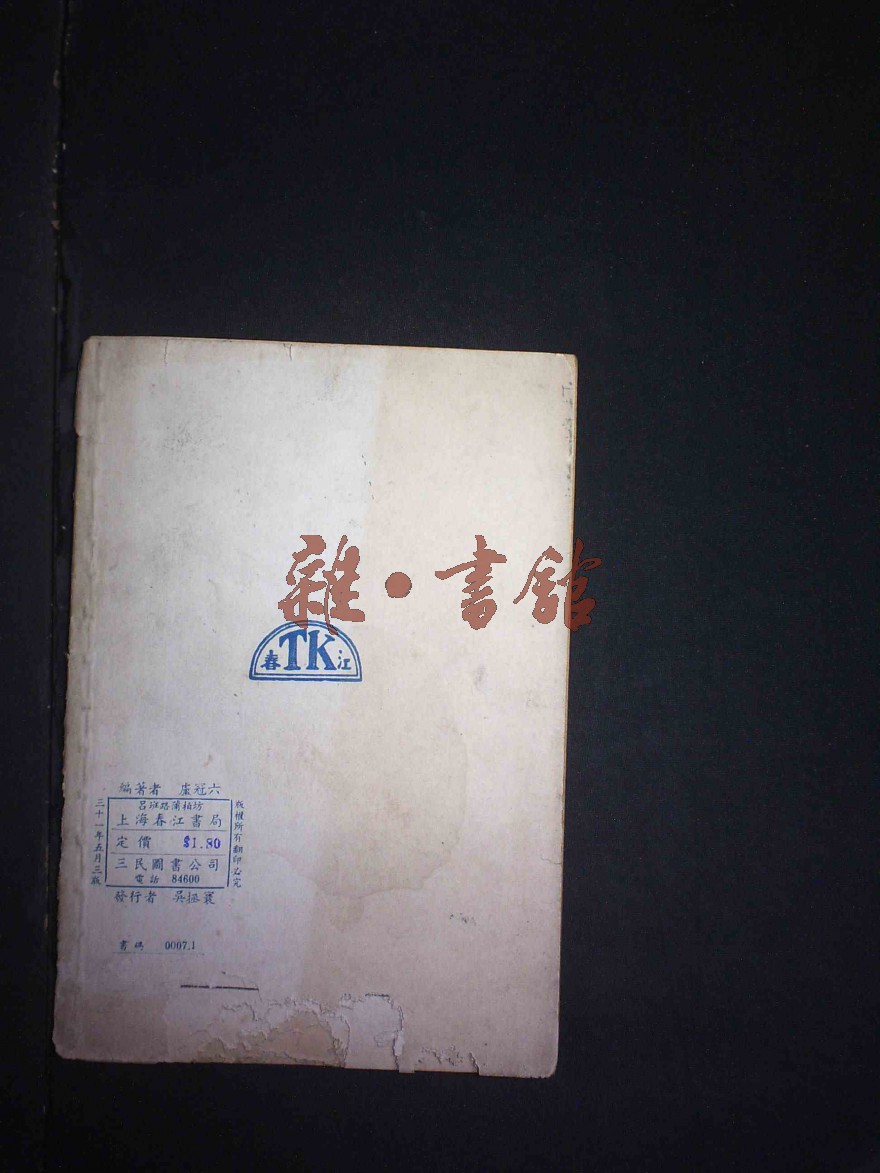 雜·書館
春TK江
編著者 盧冠六
呂班路蒲柏坊
上海春江書局
定價 $1.80
三民圖書公司
電話 84600
發行者 吳拯寰
三十一年五月三版
版權所有翻印必究
書碼 0007.1